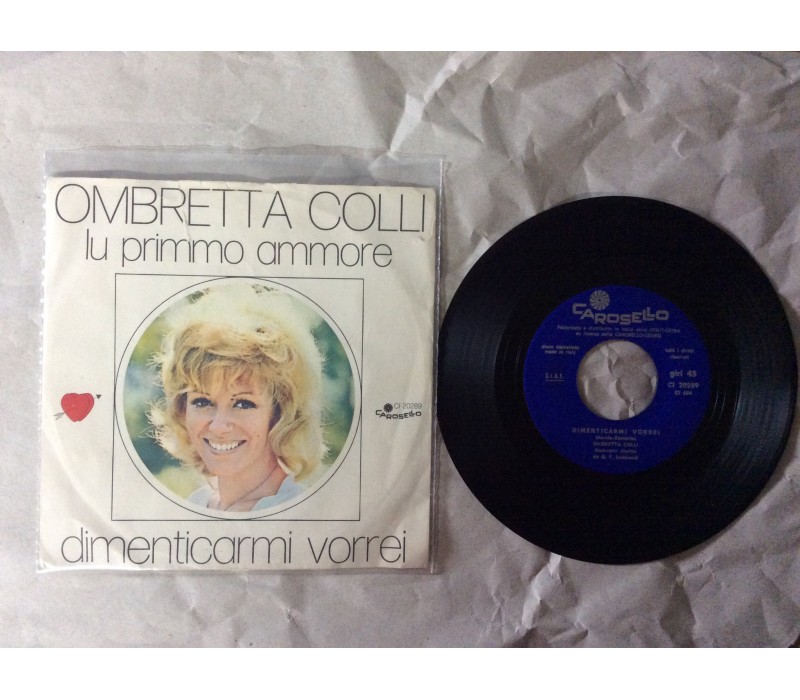 OMBRETTA COLLI
lu primmo ammore
CI 20289
CAROSELLO
dimenticarmi vorrei
CAROSELLO
giri 45
CI 20289
DIMENTICARMI VORREI
OMBRETTA COLLI